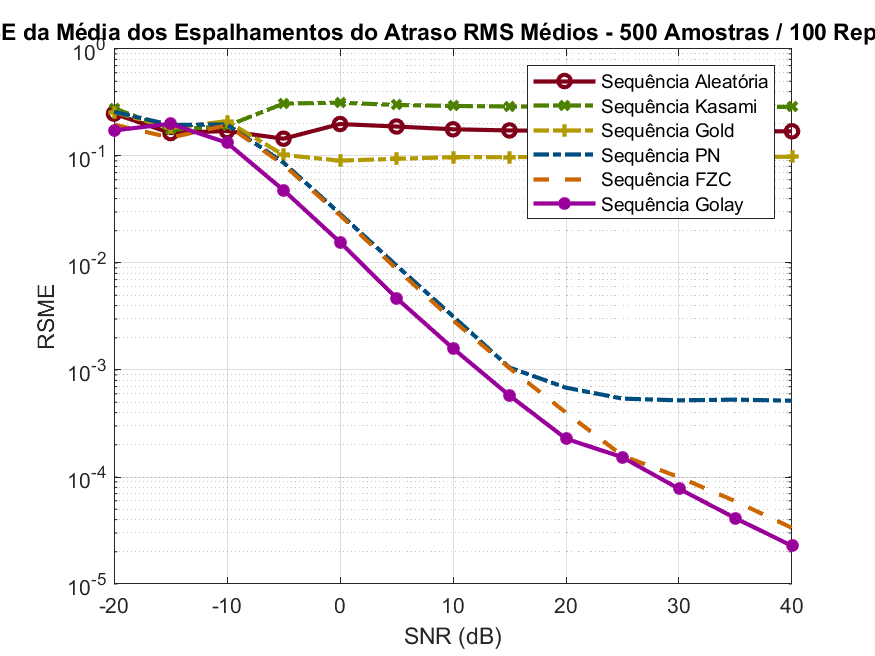 E da Média dos Espalhamentos do Atraso RMS Médios - 500 Amostras / 100 Rep
10^0
10^-1
10^-2
10^-3
10^-4
10^-5
RSME
Sequência Aleatória
Sequência Kasami
Sequência Gold
Sequência PN
Sequência FZC
Sequência Golay
-20 -10 0 10 20 30 40
SNR (dB)